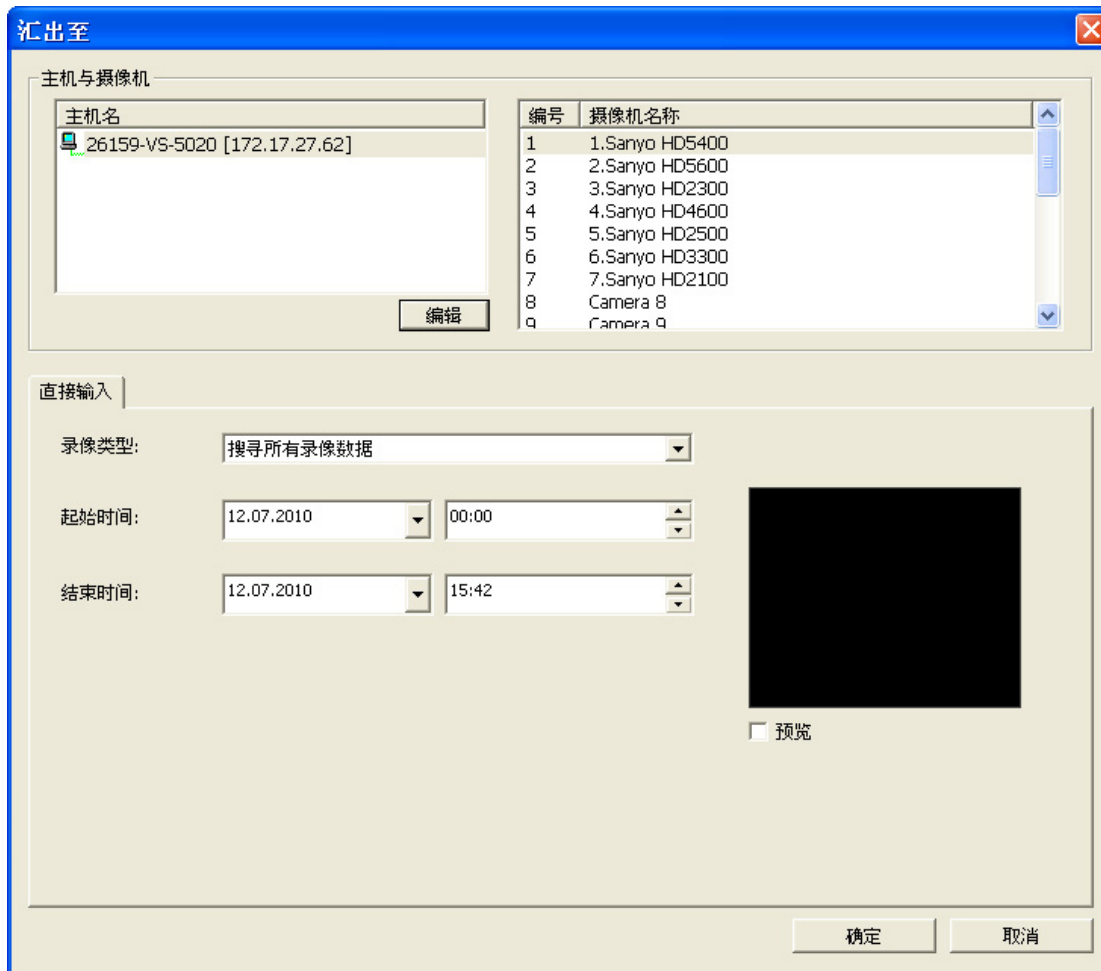 汇出至
主机与摄像机
主机名
26159-VS-5020 [172.17.27.62]
编辑
编号 摄像机名称
1 1.Sanyo HD5400
2 2.Sanyo HD5600
3 3.Sanyo HD2300
4 4.Sanyo HD4600
5 5.Sanyo HD2500
6 6.Sanyo HD3300
7 7.Sanyo HD2100
8 Camera 8
9 Camera 9
直接输入
录像类型: 搜寻所有录像数据
起始时间: 12.07.2010 00:00
结束时间: 12.07.2010 15:42
预览
确定 取消